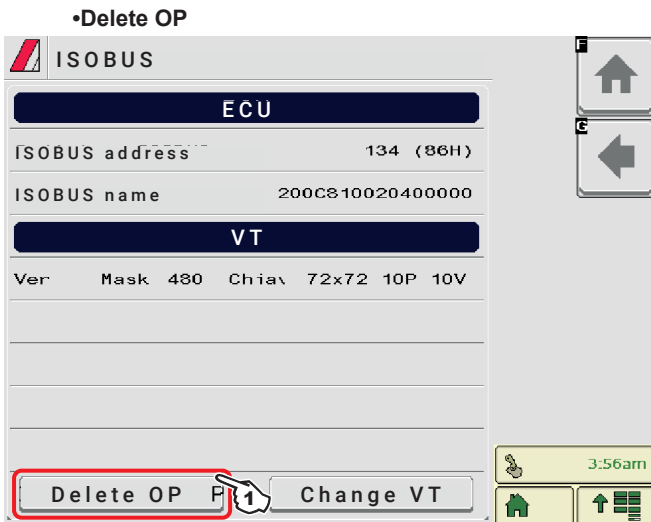 •Delete OP
ISOBUS
F
ECU
G
ISOBUS address 134 (86H)
ISOBUS name 200C810020400000
VT
Ver Mask 480 Chiav 72x72 10P 10V
3:56am
Delete OP P 1 Change VT